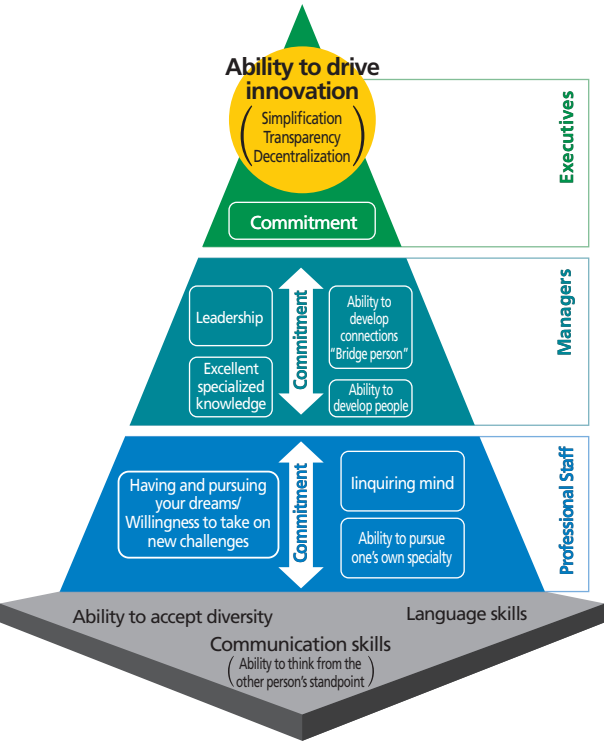 Ability to drive
innovation
(Simplification
Transparency
Decentralization)
Executives
Commitment
Managers
Leadership
Excellent
specialized
knowledge
Commitment
Ability to
develop
connections
“Bridge person”
Ability to
develop people
Professional Staff
Having and pursuing
your dreams/
Willingness to take on
new challenges
Commitment
Iinquiring mind
Ability to pursue
one’s own specialty
Ability to accept diversity
Language skills
Communication skills
(Ability to think from the
other person’s standpoint)